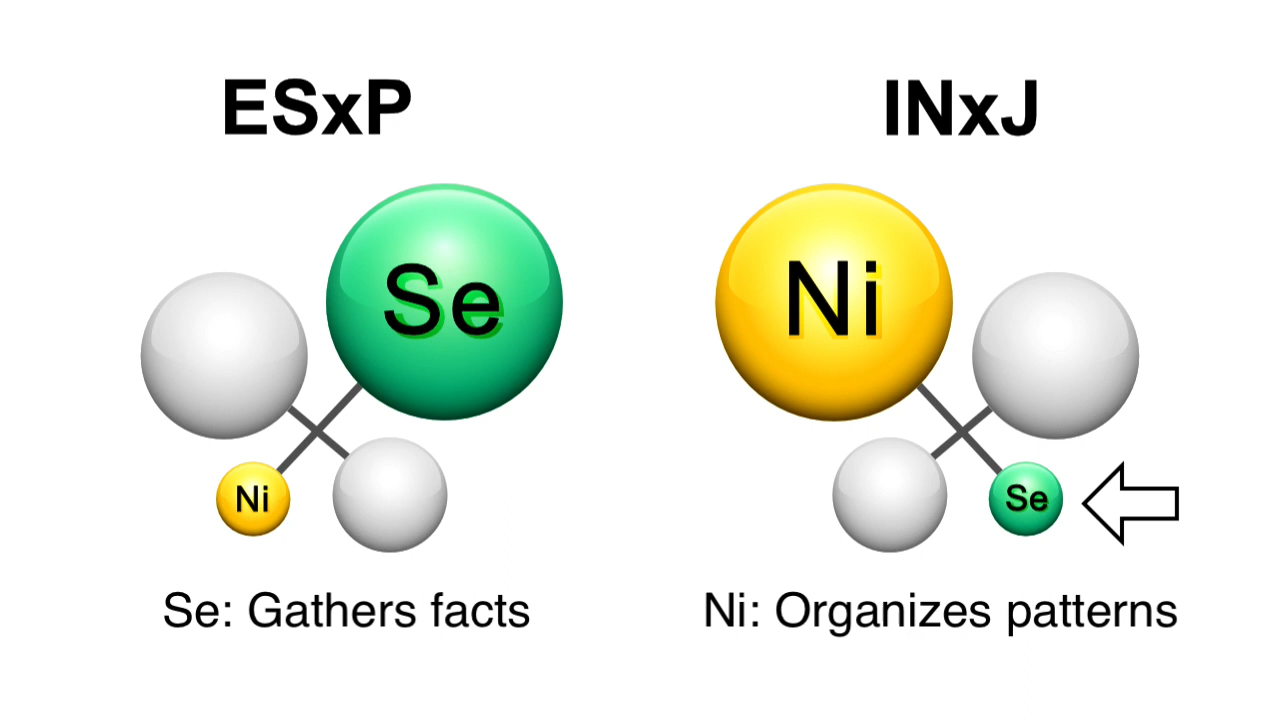 ESxP
INxJ
Se
Ni
Ni
Se
Se: Gathers facts
Ni: Organizes patterns